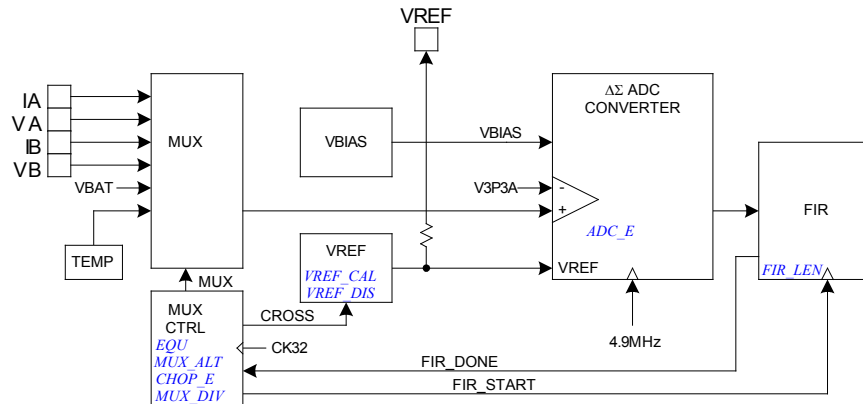 VREF
IA
VA
IB
VB
VBAT
TEMP
MUX
VBIAS
VBIAS
V3P3A
ΔΣ ADC
CONVERTER
-
+
ADC_E
VREF
4.9MHz
FIR
FIR_LEN
VREF
VREF_CAL
VREF_DIS
MUX
MUX
CTRL
EQU
MUX_ALT
CHOP_E
MUX_DIV
CROSS
CK32
FIR_DONE
FIR_START